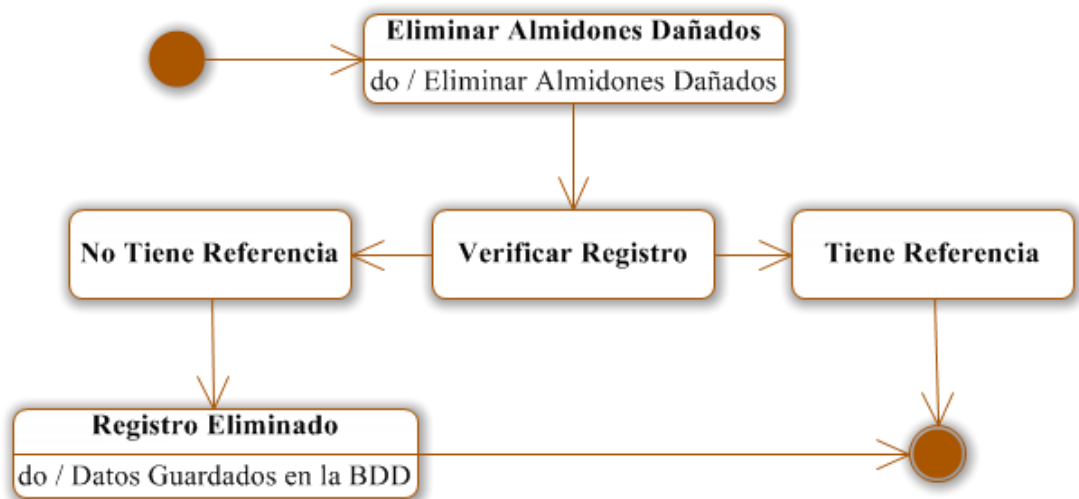 Eliminar Almidones Dañados
do / Eliminar Almidones Dañados
No Tiene Referencia
Verificar Registro
Tiene Referencia
Registro Eliminado
do / Datos Guardados en la BDD